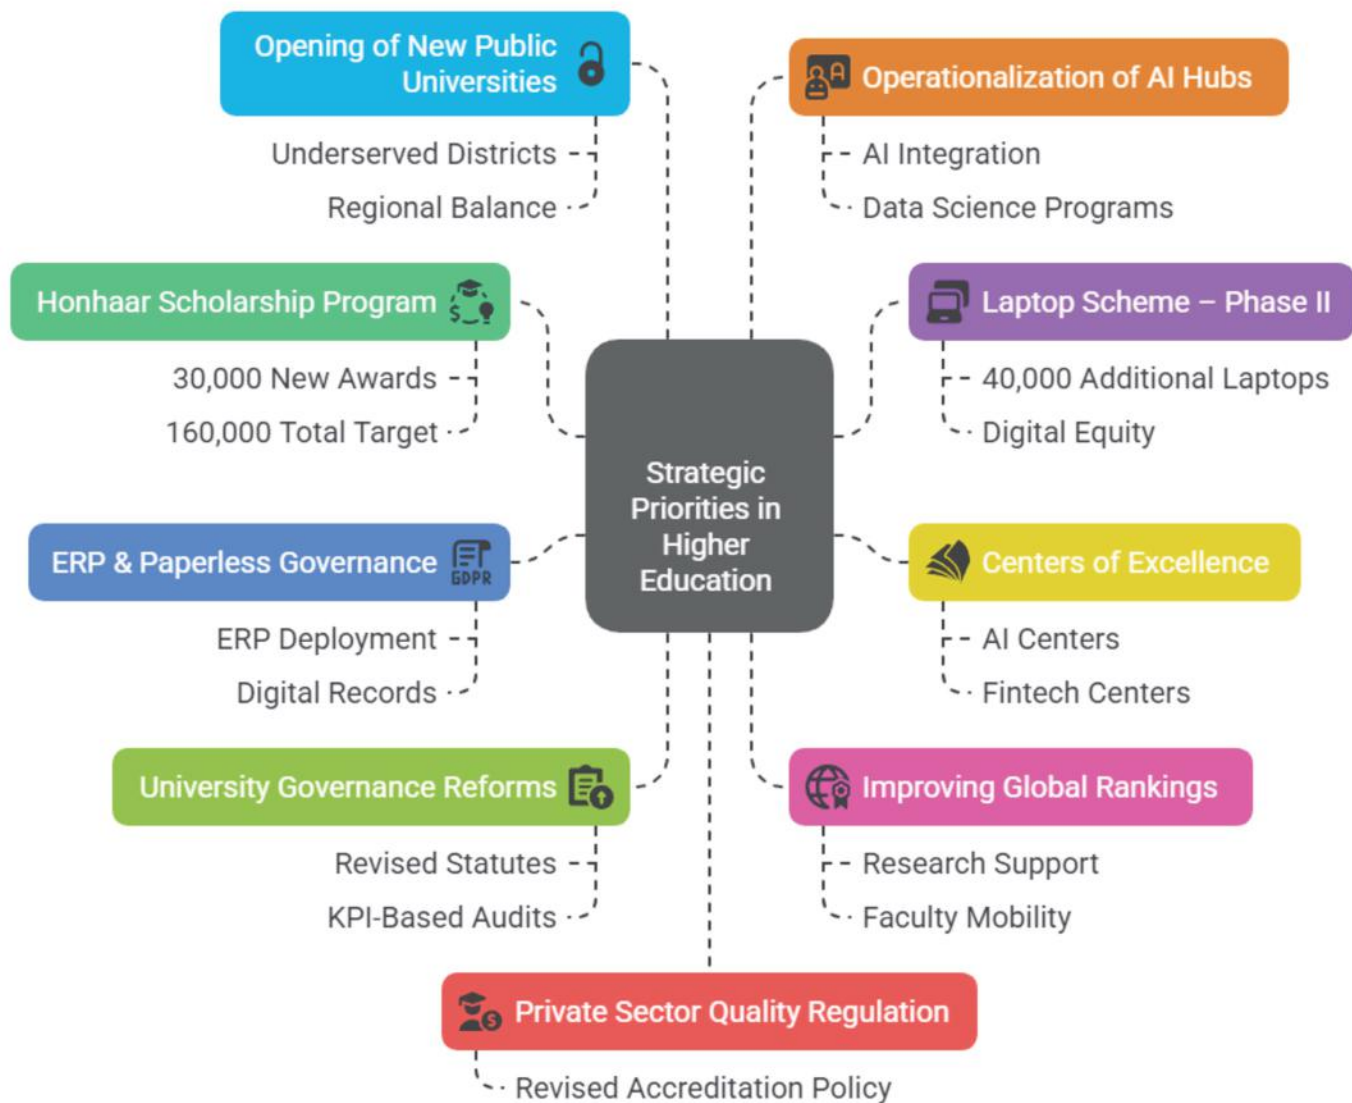 Opening of New Public
Universities
Underserved Districts
Regional Balance
Operationalization of AI Hubs
A
AI Integration
Data Science Programs
Honhaar Scholarship Program
$
30,000 New Awards
160,000 Total Target
Laptop Scheme – Phase II
40,000 Additional Laptops
Digital Equity
Strategic
Priorities in
Higher
Education
ERP & Paperless Governance
GDPR
ERP Deployment
Digital Records
Centers of Excellence
AI Centers
Fintech Centers
University Governance Reforms
Revised Statutes
KPI-Based Audits
Improving Global Rankings
Research Support
Faculty Mobility
Private Sector Quality Regulation
$
Revised Accreditation Policy